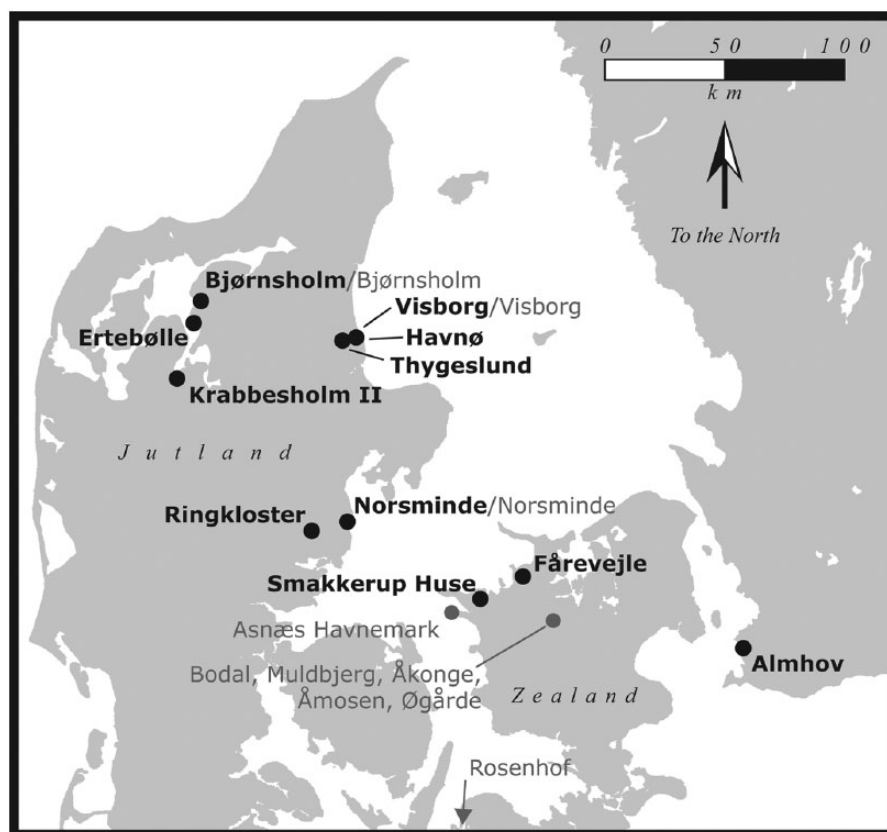 0 50 100
km
To the North
Bjørnsholm/Bjørnsholm
Visborg/Visborg
Ertebølle
Havnø
Thygeslund
Krabbesholm II
Jutland
Norsminde/Norsminde
Ringkloster
Fårevejle
Smakkerup Huse
Asnæs Havnemark
Almhov
Bodal, Muldbjerg, Åkonge,
Åmosen, Øgårde
Zealand
Rosenhof